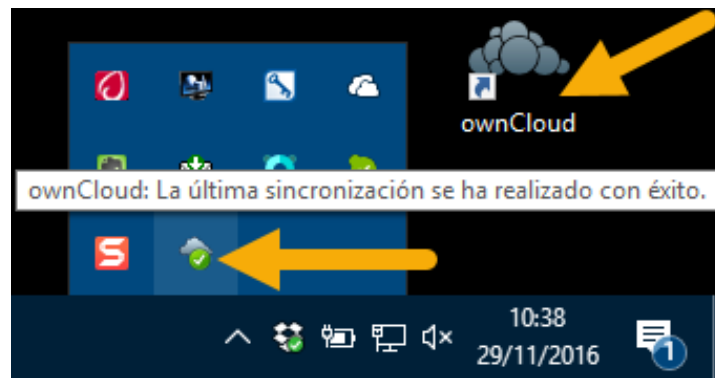 ownCloud
ownCloud: La última sincronización se ha realizado con éxito.
10:38
29/11/2016
1